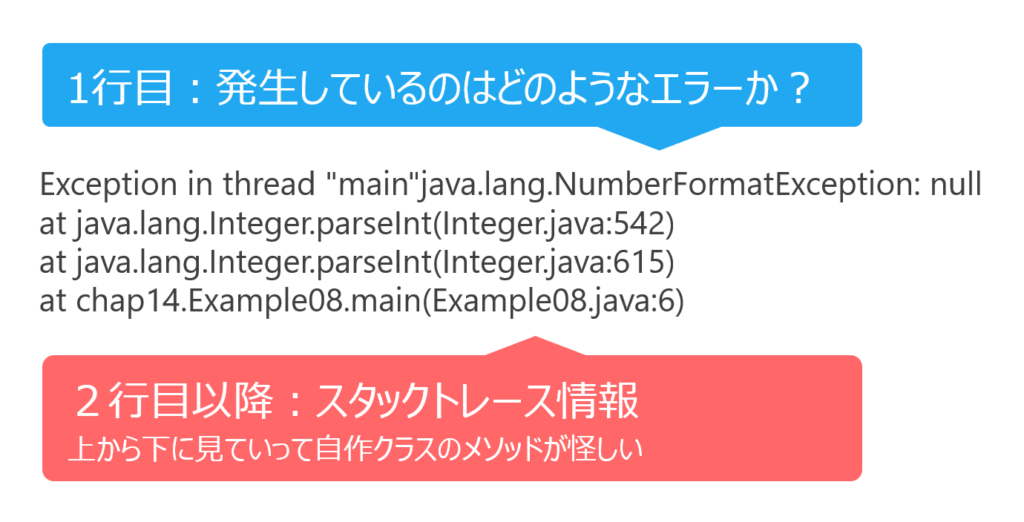 1行目：発生しているのはどのようなエラーか？
Exception in thread "main"java.lang.NumberFormatException: null
at java.lang.Integer.parseInt(Integer.java:542)
at java.lang.Integer.parseInt(Integer.java:615)
at chap14.Example08.main(Example08.java:6)
２行目以降：スタックトレース情報
上から下に見ていって自作クラスのメソッドが怪しい